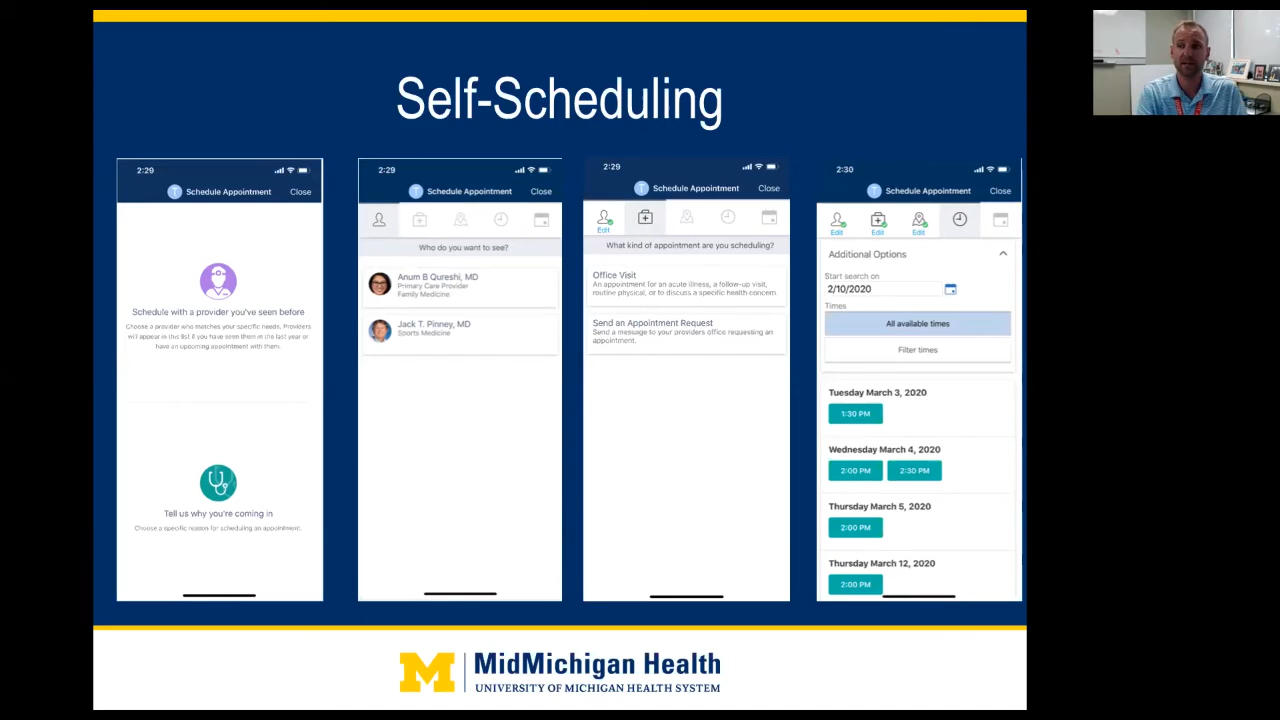 Self-Scheduling
2:29
T Schedule Appointment Close
Schedule with a provider you've seen before
Choose a provider who matches your specific needs. Providers
will appear in this list if you have seen them in the last year or
have an upcoming appointment with them.
Tell us why you're coming in
Choose a specific reason for scheduling an appointment.
2:29
T Schedule Appointment Close
Who do you want to see?
Anum B Qureshi, MD
Primary Care Provider
Family Medicine
Jack T. Pinney, MD
Sports Medicine
2:29
T Schedule Appointment Close
Edit
What kind of appointment are you scheduling?
Office Visit
An appointment for an acute illness, a follow-up visit,
routine physical, or to discuss a specific health concern.
Send an Appointment Request
Send a message to your providers office requesting an
appointment.
2:30
T Schedule Appointment Close
Edit Edit Edit
Additional Options
Start search on
2/10/2020
Times
All available times
Filter times
Tuesday March 3, 2020
1:30 PM
Wednesday March 4, 2020
2:00 PM 2:30 PM
Thursday March 5, 2020
2:00 PM
Thursday March 12, 2020
2:00 PM
M MidMichigan Health
UNIVERSITY OF MICHIGAN HEALTH SYSTEM